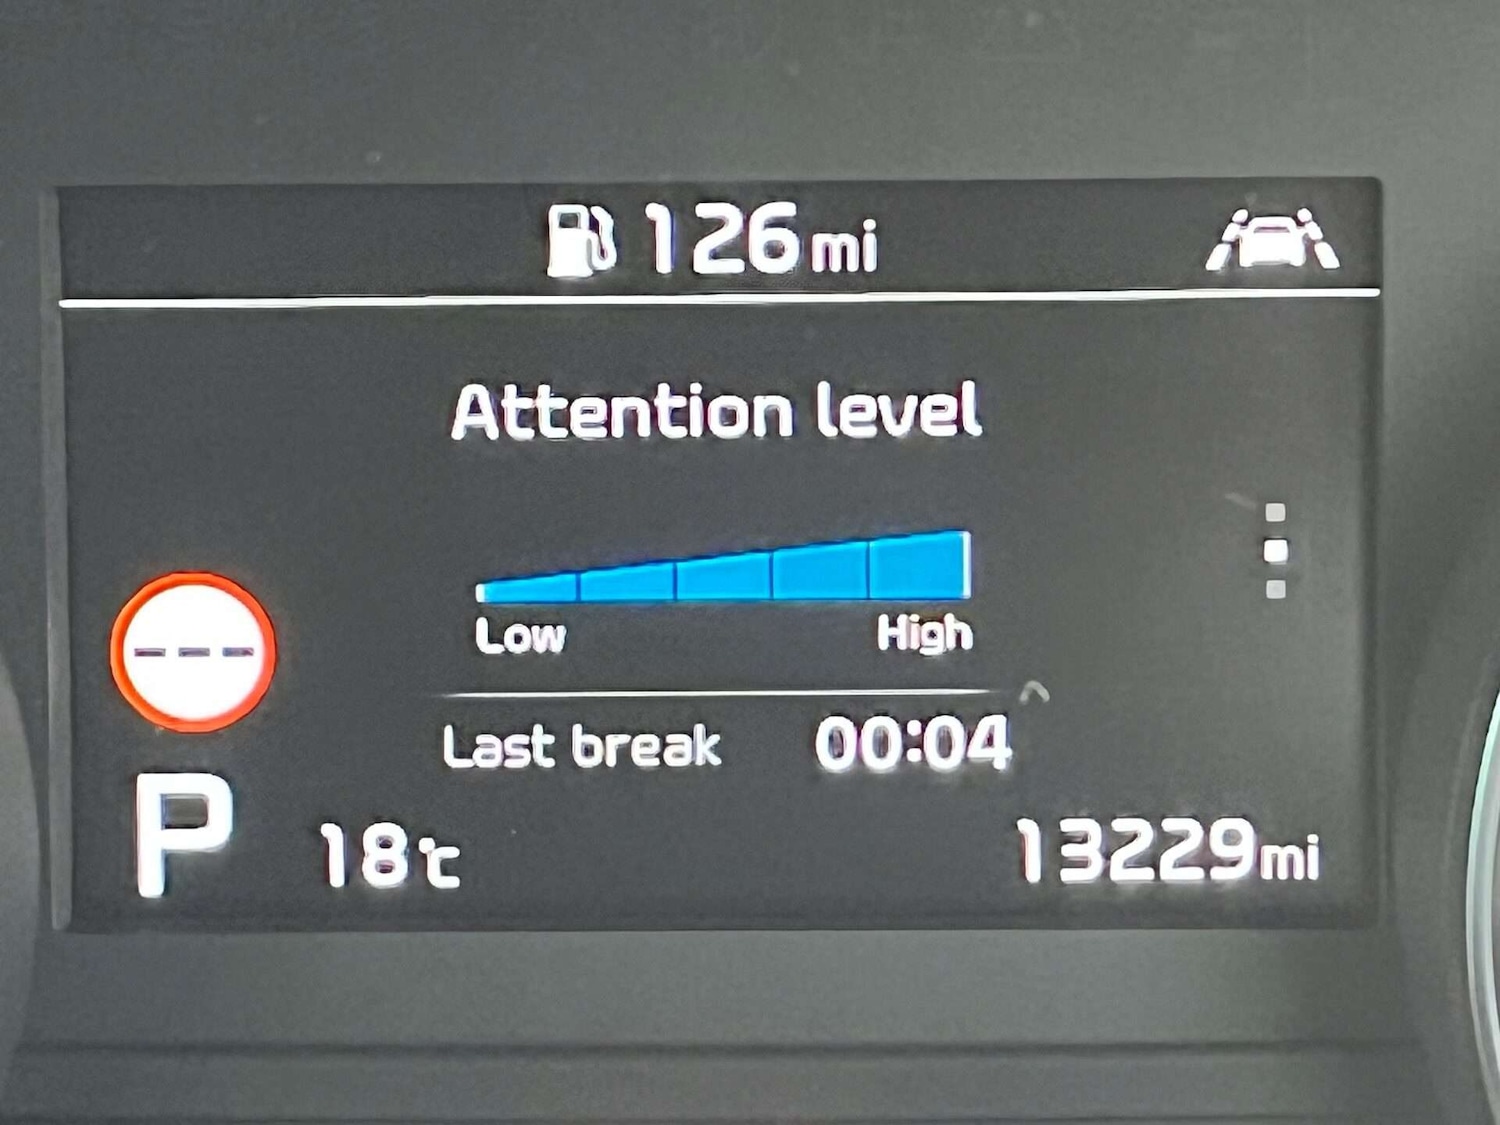 126mi
Attention level
Low High
---
Last break 00:04
P 18℃ 13229mi